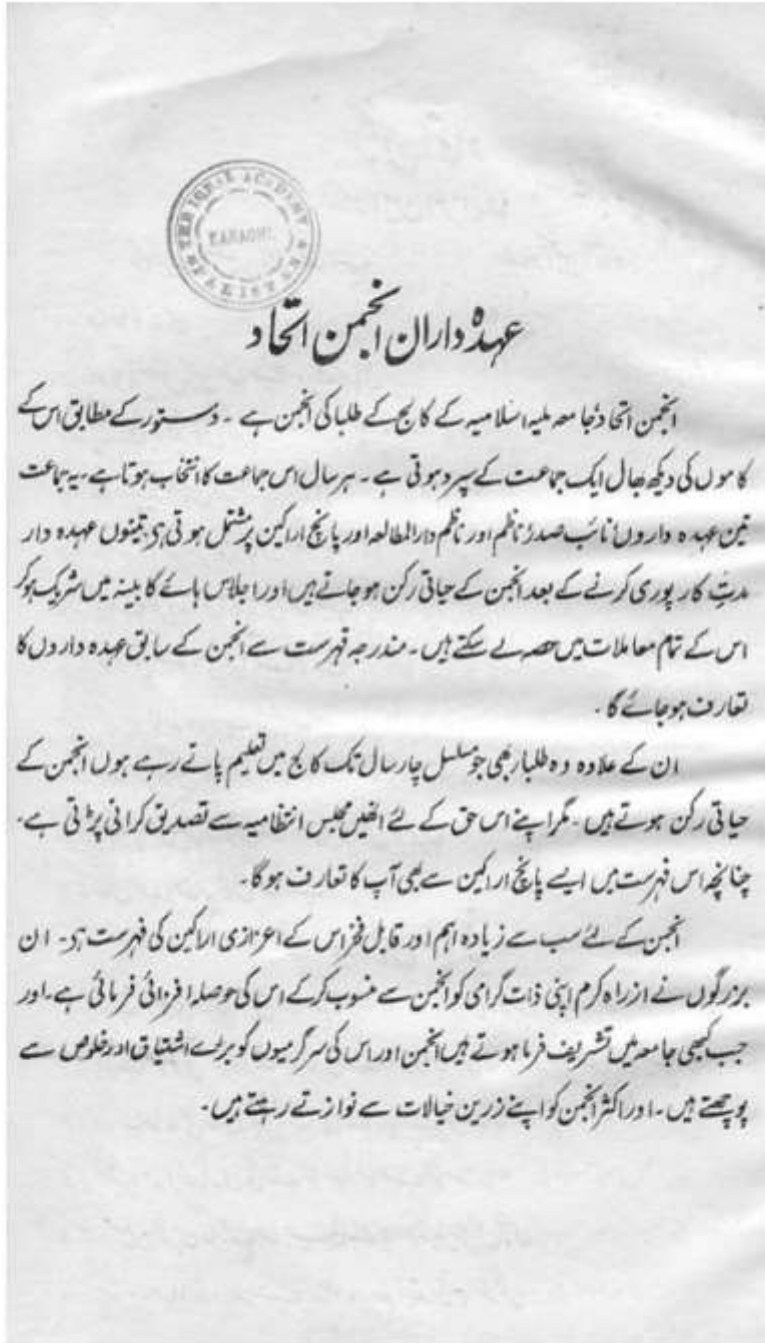 THE IQBAL ACADEMY
KARACHI.
عہدہ داران انجمن اتحاد
انجمن اتحاد جامعہ ملیہ اسلامیہ کے کالج کے طلبا کی انجمن ہے ۔ دستور کے مطابق اس کے
کاموں کی دیکھ بھال ایک جماعت کے سپرد ہوتی ہے ۔ ہر سال اس جماعت کا انتخاب ہوتا ہے ۔ یہ جماعت
تین عہدہ داروں نائب صدر، ناظم اور ناظم دارالمطالعہ اور پانچ اراکین پر مشتمل ہوتی ہی ۔ تینوں عہدہ دار
مدتِ کار پوری کرنے کے بعد انجمن کے حیاتی رکن ہو جاتے ہیں اور اجلاس ہائے کابینہ میں شریک ہو کر
اس کے تمام معاملات میں حصہ لے سکتے ہیں ۔ مندرجہ فہرست سے انجمن کے سابق عہدہ داروں کا
تعارف ہو جائے گا ۔
ان کے علاوہ وہ طلبار بھی جو مسلسل چار سال تک کالج میں تعلیم پاتے رہے ہوں انجمن کے
حیاتی رکن ہوتے ہیں ۔ مگر اپنے اس حق کے لئے انھیں مجلس انتظامیہ سے تصدیق کرانی پڑتی ہے ۔
چنانچہ اس فہرست میں ایسے پانچ اراکین سے بھی آپ کا تعارف ہو گا ۔
انجمن کے لئے سب سے زیادہ اہم اور قابل فخر اس کے اعزازی اراکین کی فہرست ہی ۔ ان
بزرگوں نے از راہ کرم اپنی ذات گرامی کو انجمن سے منسوب کر کے اس کی حوصلہ افزائی فرمائی ہے ۔ اور
جب کبھی جامعہ میں تشریف فرما ہوتے ہیں انجمن اور اس کی سرگرمیوں کو بڑے اشتیاق اور خلوص سے
پوچھتے ہیں ۔ اور اکثر انجمن کو اپنے زرین خیالات سے نوازتے رہتے ہیں ۔